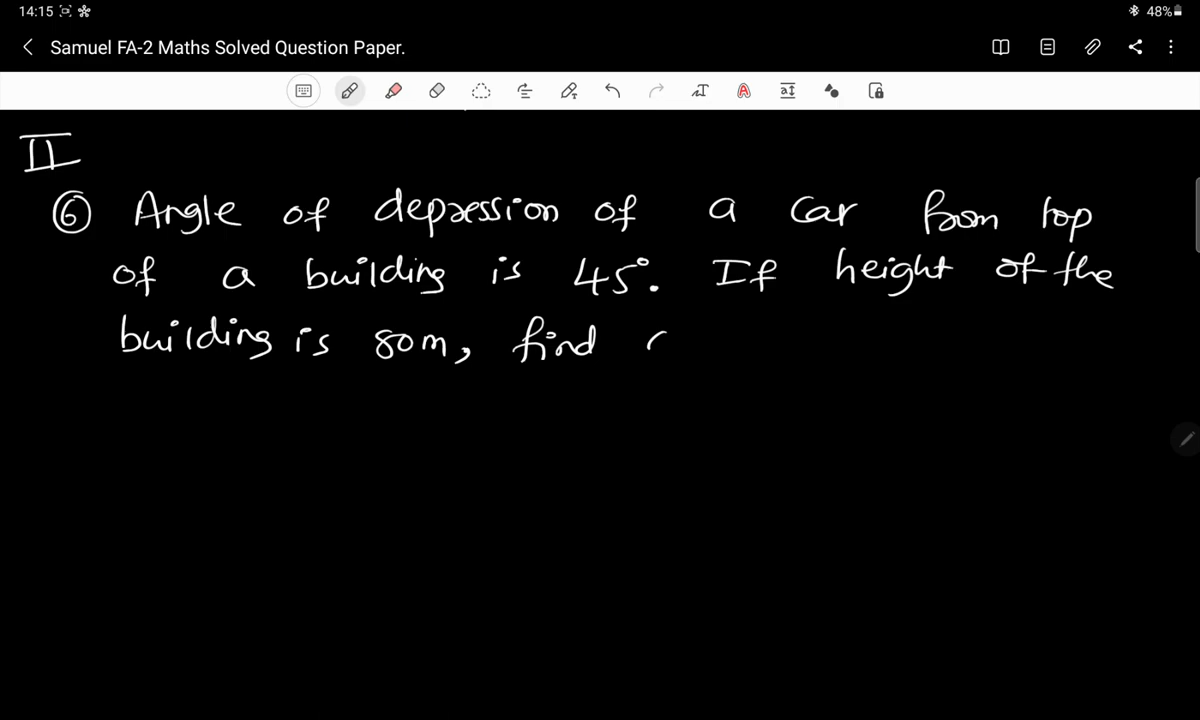 14:15 48%
Samuel FA-2 Maths Solved Question Paper.
II
⑥ Angle of depression of a car from top
of a building is 45°. If height of the
building is 80m, find